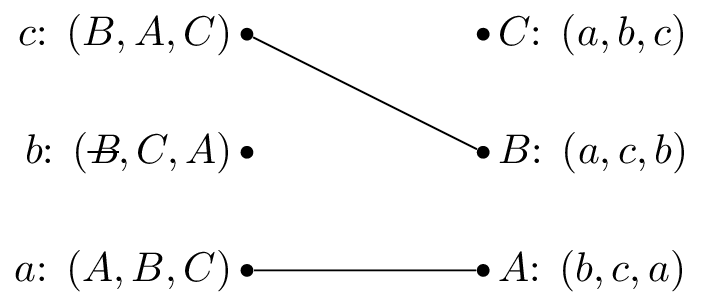 c: (B, A, C) C: (a, b, c)
b: (B, C, A) B: (a, c, b)
a: (A, B, C) A: (b, c, a)